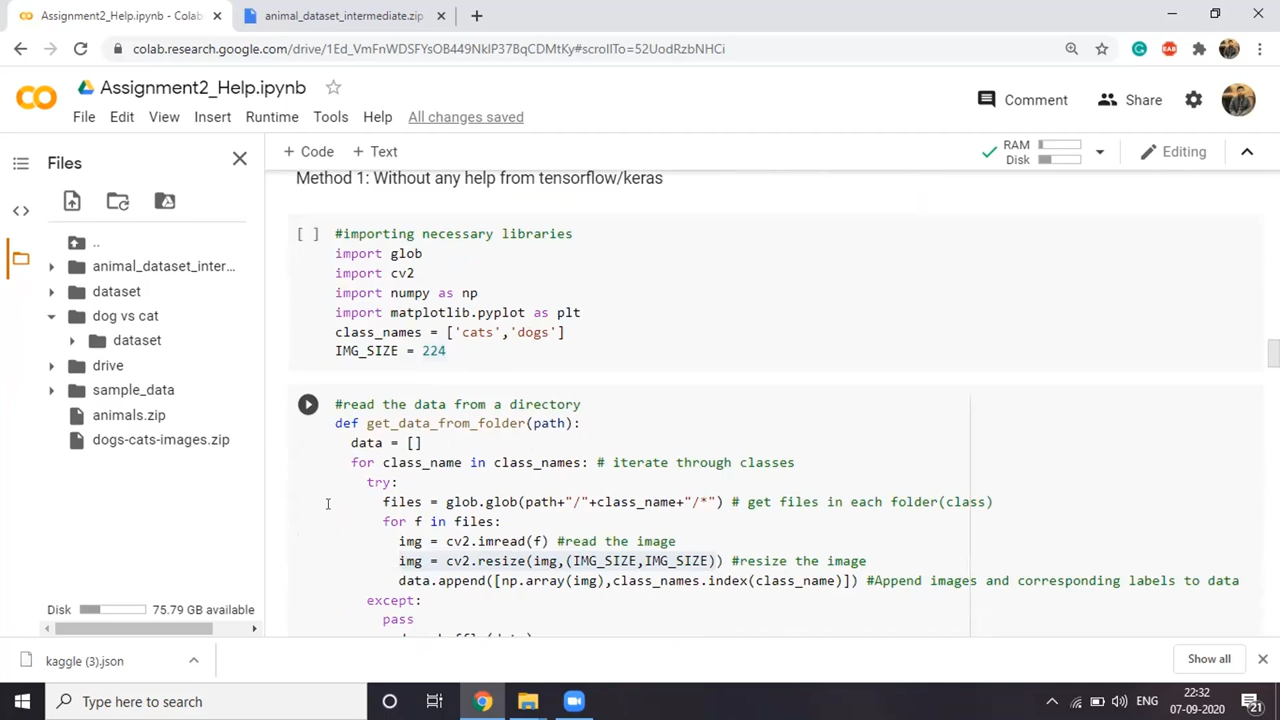 Assignment2_Help.ipynb - Colab
animal_dataset_intermediate.zip
colab.research.google.com/drive/1Ed_VmFnWDSFYsOB449NkIP37BqCDMtKy#scrollTo=52UodRzbNHCi
Assignment2_Help.ipynb
File Edit View Insert Runtime Tools Help All changes saved
Comment
Share
Files
+ Code + Text
RAM
Disk
Editing
..
animal_dataset_inter...
dataset
dog vs cat
dataset
drive
sample_data
animals.zip
dogs-cats-images.zip
Disk 75.79 GB available
Method 1: Without any help from tensorflow/keras
[ ] #importing necessary libraries
import glob
import cv2
import numpy as np
import matplotlib.pyplot as plt
class_names = ['cats','dogs']
IMG_SIZE = 224
#read the data from a directory
def get_data_from_folder(path):
data = []
for class_name in class_names: # iterate through classes
try:
files = glob.glob(path+"/"+class_name+"/*") # get files in each folder(class)
for f in files:
img = cv2.imread(f) #read the image
img = cv2.resize(img,(IMG_SIZE,IMG_SIZE)) #resize the image
data.append([np.array(img),class_names.index(class_name)]) #Append images and corresponding labels to data
except:
pass
kaggle (3).json
Show all
Type here to search
ENG
22:32
07-09-2020
21